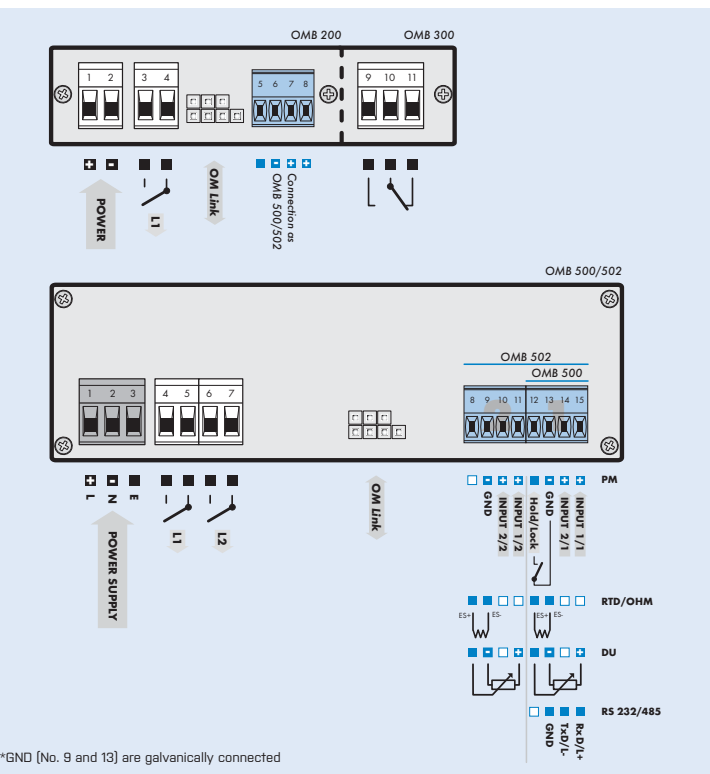 OMB 200 OMB 300
1 2 3 4 5 6 7 8 9 10 11
+ - - + +
POWER
L1
OM Link
Connection as
OMB 500/502
OMB 500/502
OMB 502
OMB 500
1 2 3 4 5 6 7 8 9 10 11 12 13 14 15
2 1
+ -
L N E
POWER SUPPLY
L1
L2
OM Link
- + + - + + PM
GND
INPUT 2/2
INPUT 1/2
Hold/Lock
GND
INPUT 2/1
INPUT 1/1
RTD/OHM
ES+ ES- ES+ ES-
- + - + DU
RS 232/485
GND
TxD/L-
RxD/L+
*GND (No. 9 and 13) are galvanically connected